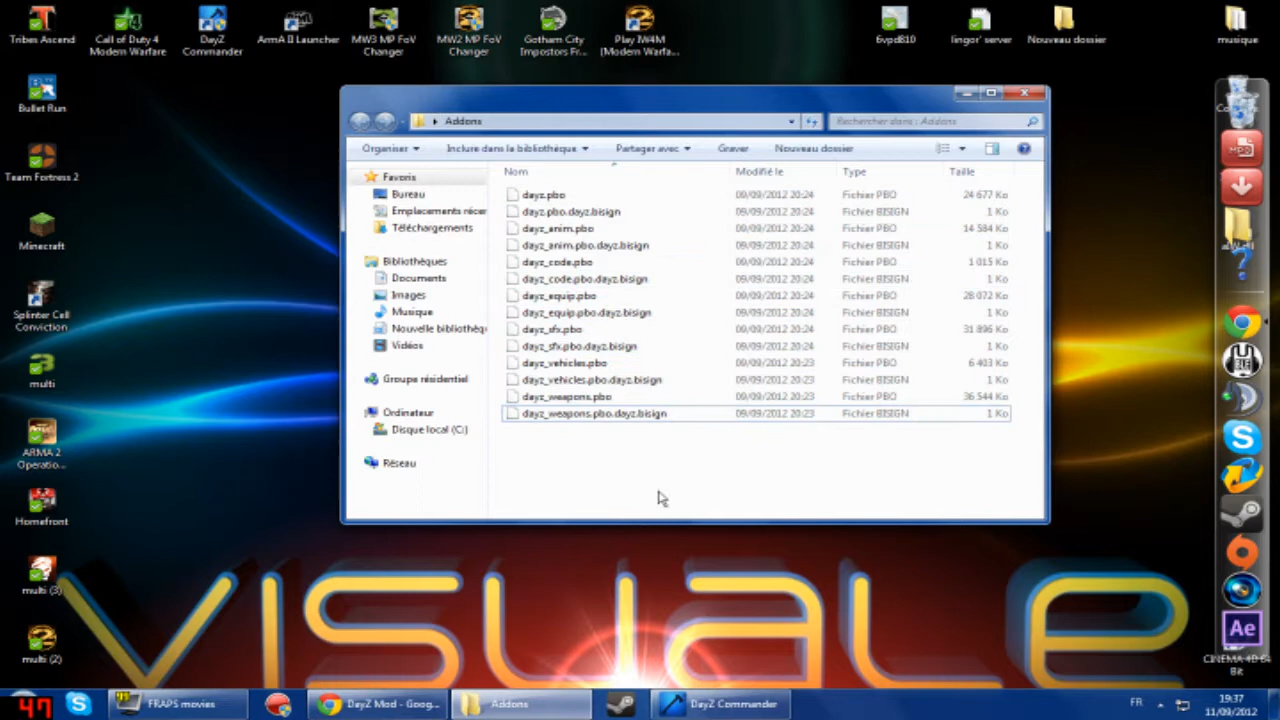 Tribes Ascend
Call of Duty 4 Modern Warfare
DayZ Commander
ArmA II Launcher
MW3 MP FoV Changer
MW2 MP FoV Changer
Gotham City Impostors Fr...
Play IW4M (Modern Warfa...
6vpd810
lingor' server
Nouveau dossier
musique
Bullet Run
Team Fortress 2
Minecraft
Splinter Cell Conviction
multi
ARMA 2 Operatio...
Homefront
multi (3)
multi (2)
Addons
Rechercher dans : Addons
Organiser
Inclure dans la bibliothèque
Partager avec
Graver
Nouveau dossier
Favoris
Bureau
Emplacements récer
Téléchargements
Bibliothèques
Documents
Images
Musique
Nouvelle bibliothèq
Vidéos
Groupe résidentiel
Ordinateur
Disque local (C:)
Réseau
Nom Modifié le Type Taille
dayz.pbo 09/09/2012 20:24 Fichier PBO 24 677 Ko
dayz.pbo.dayz.bisign 09/09/2012 20:24 Fichier BISIGN 1 Ko
dayz_anim.pbo 09/09/2012 20:24 Fichier PBO 14 584 Ko
dayz_anim.pbo.dayz.bisign 09/09/2012 20:24 Fichier BISIGN 1 Ko
dayz_code.pbo 09/09/2012 20:24 Fichier PBO 1 015 Ko
dayz_code.pbo.dayz.bisign 09/09/2012 20:24 Fichier BISIGN 1 Ko
dayz_equip.pbo 09/09/2012 20:24 Fichier PBO 28 072 Ko
dayz_equip.pbo.dayz.bisign 09/09/2012 20:24 Fichier BISIGN 1 Ko
dayz_sfx.pbo 09/09/2012 20:24 Fichier PBO 31 896 Ko
dayz_sfx.pbo.dayz.bisign 09/09/2012 20:24 Fichier BISIGN 1 Ko
dayz_vehicles.pbo 09/09/2012 20:23 Fichier PBO 6 403 Ko
dayz_vehicles.pbo.dayz.bisign 09/09/2012 20:23 Fichier BISIGN 1 Ko
dayz_weapons.pbo 09/09/2012 20:23 Fichier PBO 36 544 Ko
dayz_weapons.pbo.dayz.bisign 09/09/2012 20:23 Fichier BISIGN 1 Ko
Ae
CINEMA 4D 64 Bit
VISUALE
47
FRAPS movies
DayZ Mod - Goog...
Addons
DayZ Commander
FR
19:37
11/09/2012